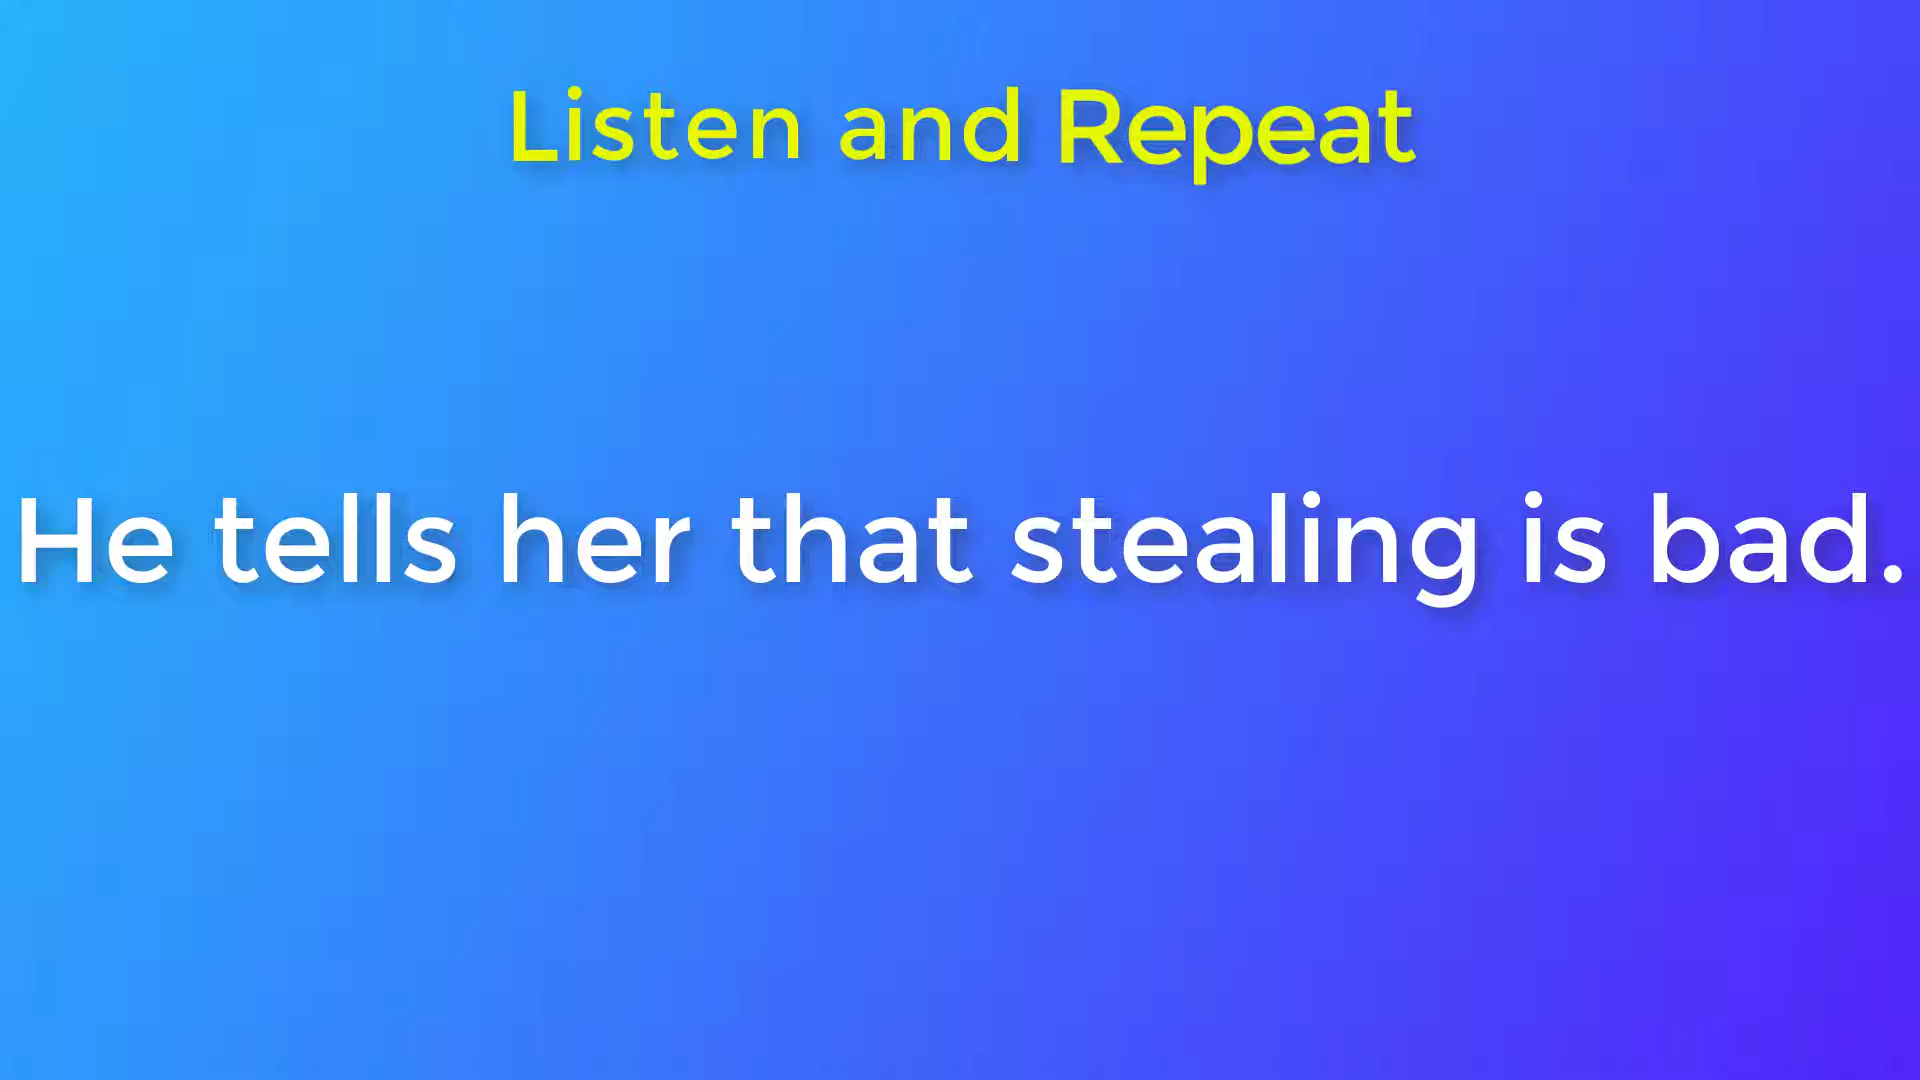 Listen and Repeat
He tells her that stealing is bad.